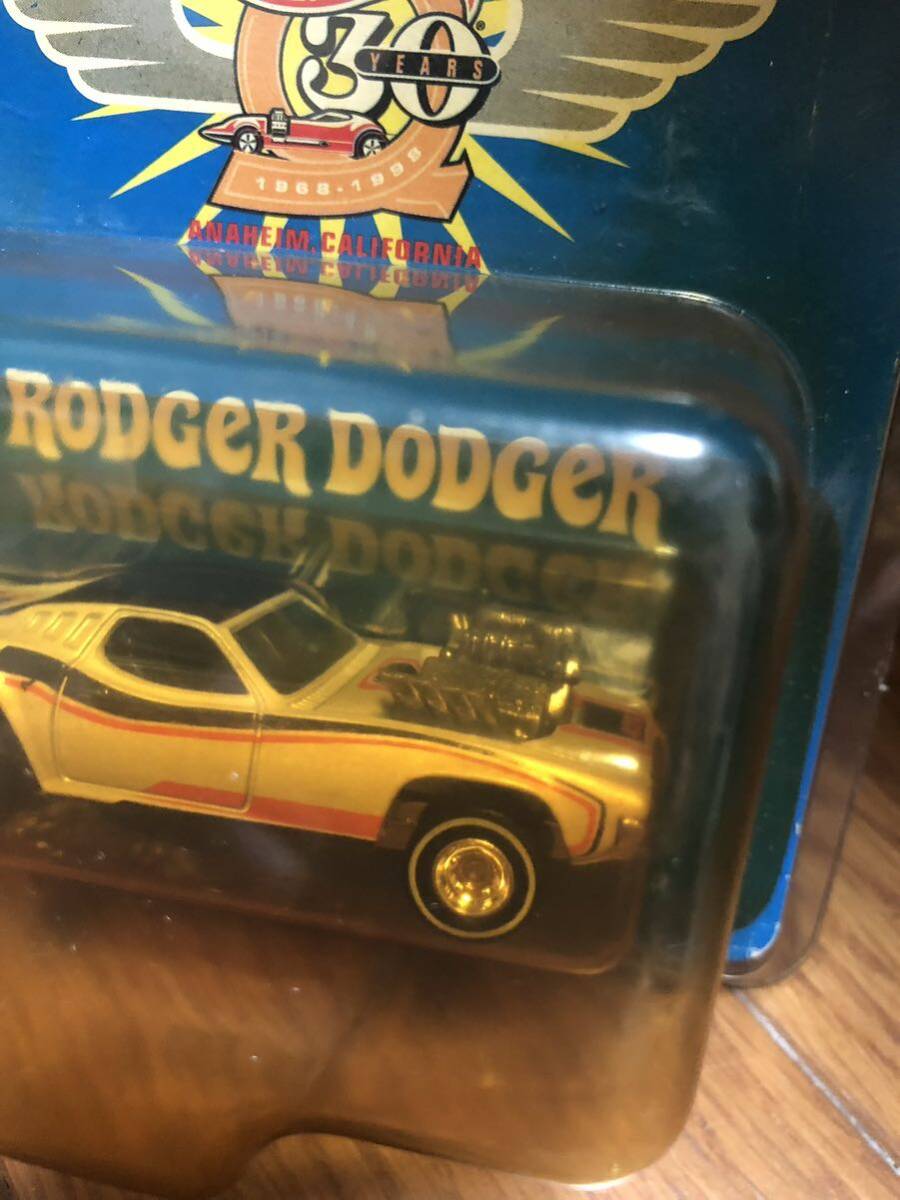 30
YEARS
1968-1998
ANAHEIM, CALIFORNIA
RODGER DODGER